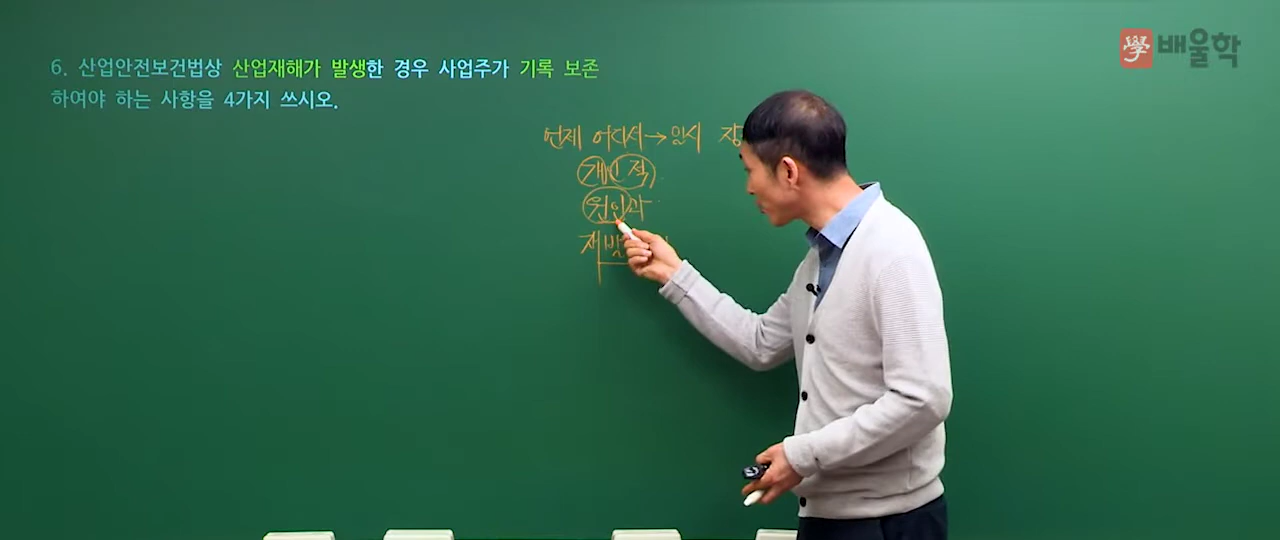 學 배울학
6. 산업안전보건법상 산업재해가 발생한 경우 사업주가 기록 보존
하여야 하는 사항을 4가지 쓰시오.
언제 어디서→일시 장
개인적
원인과
재발